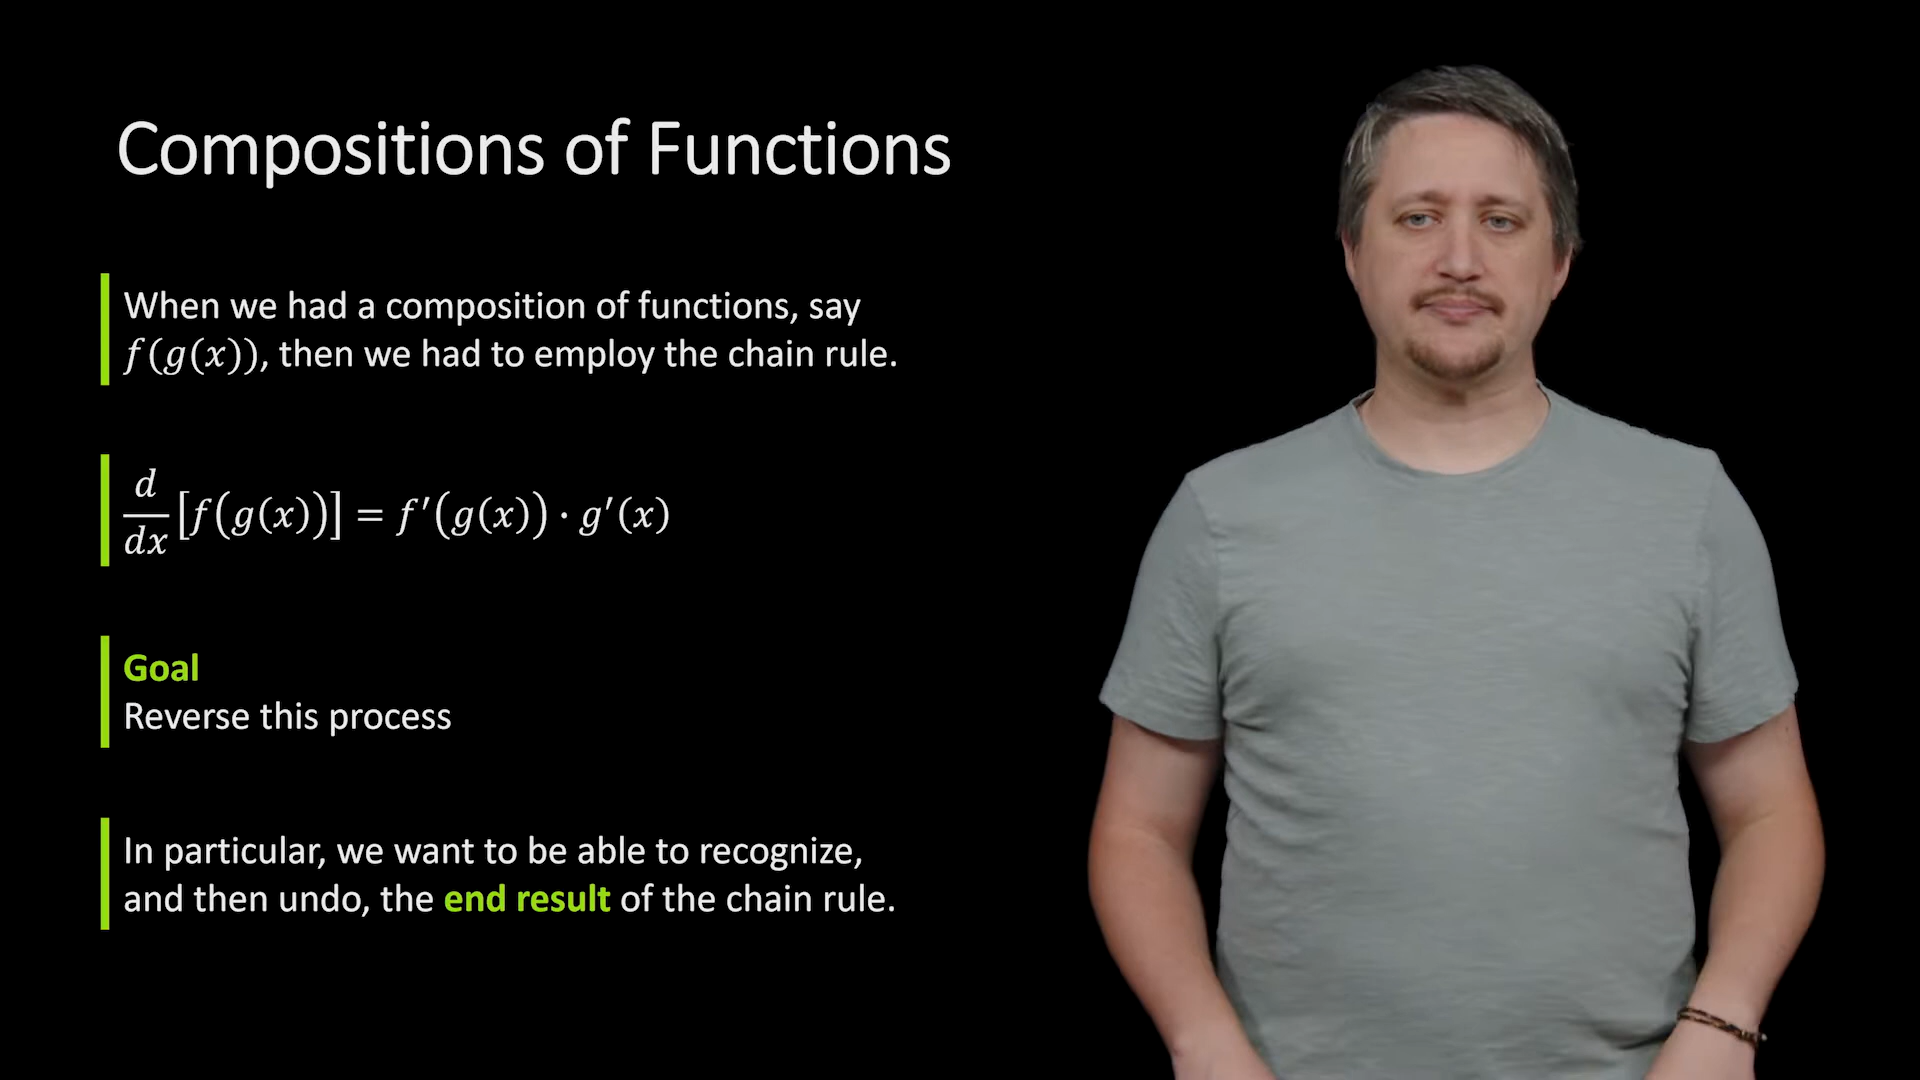 Compositions of Functions
When we had a composition of functions, say
f(g(x)), then we had to employ the chain rule.
d/dx [f(g(x))] = f′(g(x)) · g′(x)
Goal
Reverse this process
In particular, we want to be able to recognize,
and then undo, the end result of the chain rule.